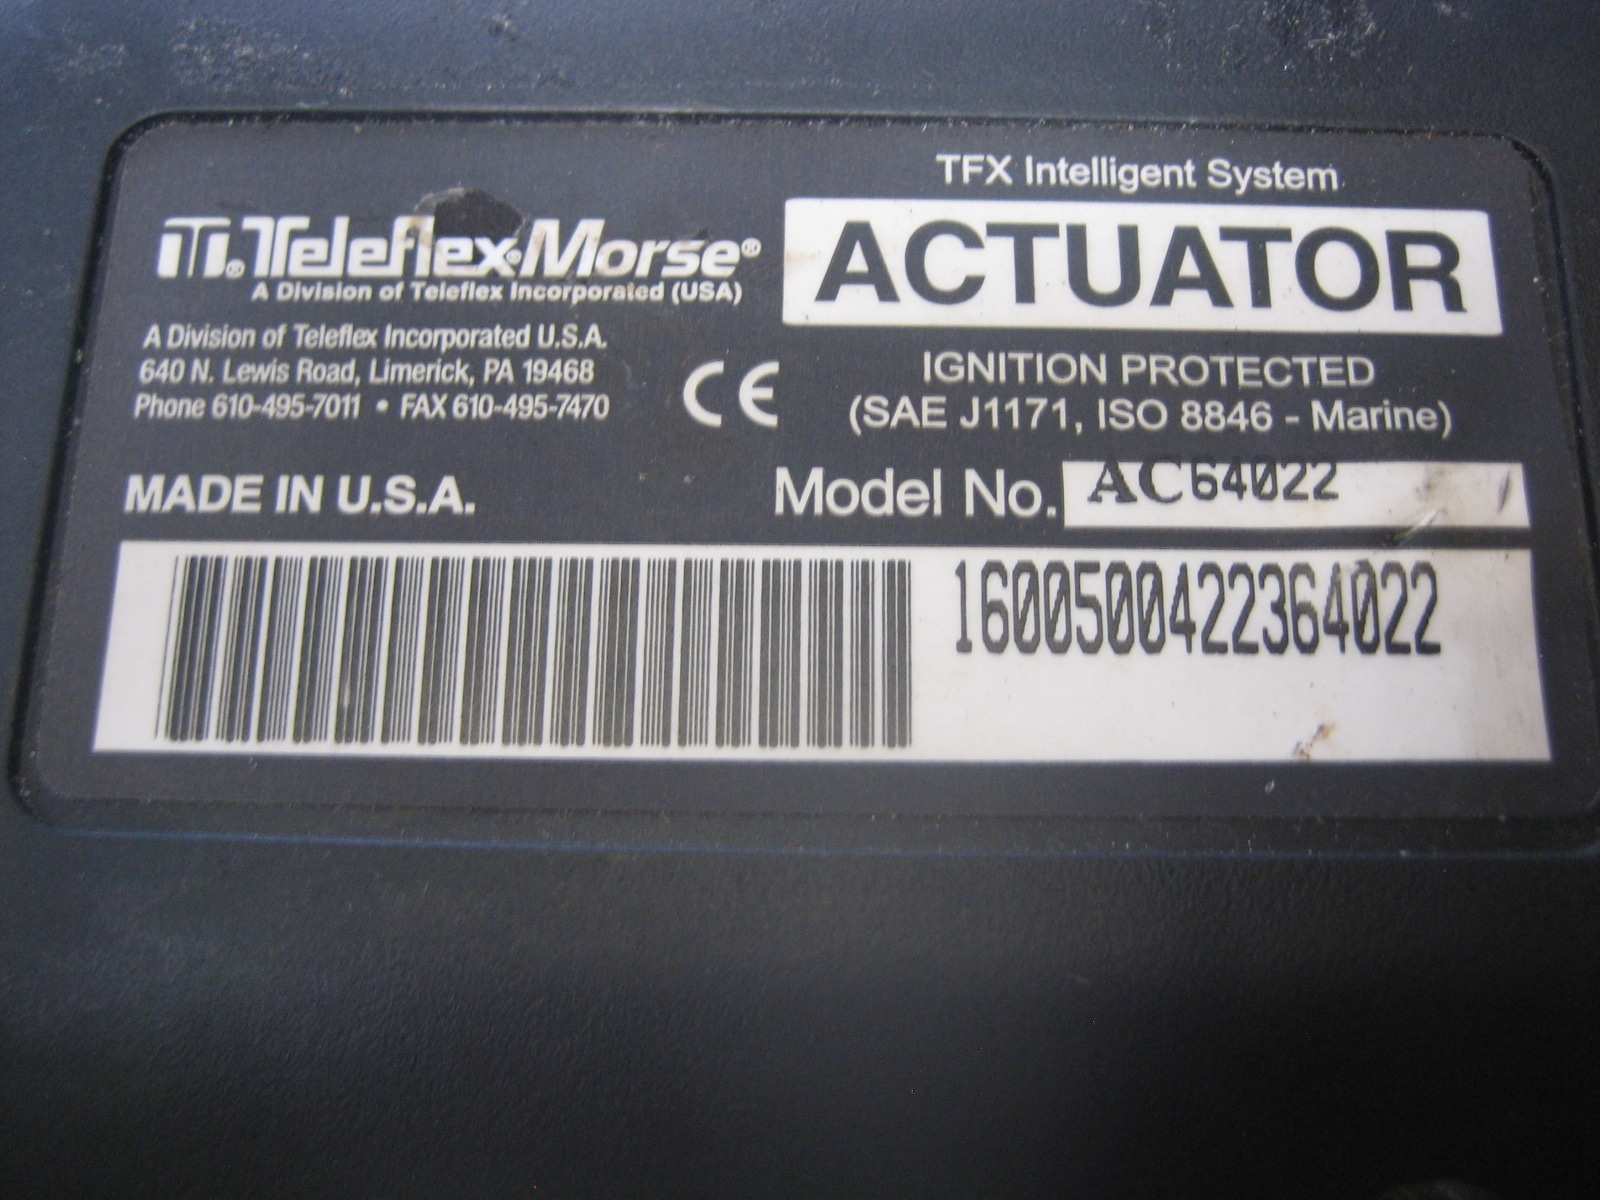 TFX Intelligent System
Teleflex® Morse®
A Division of Teleflex Incorporated (USA)
ACTUATOR
A Division of Teleflex Incorporated U.S.A.
640 N. Lewis Road, Limerick, PA 19468
Phone 610-495-7011 • FAX 610-495-7470
CE
IGNITION PROTECTED
(SAE J1171, ISO 8846 - Marine)
MADE IN U.S.A.
Model No. AC64022
1600500422364022